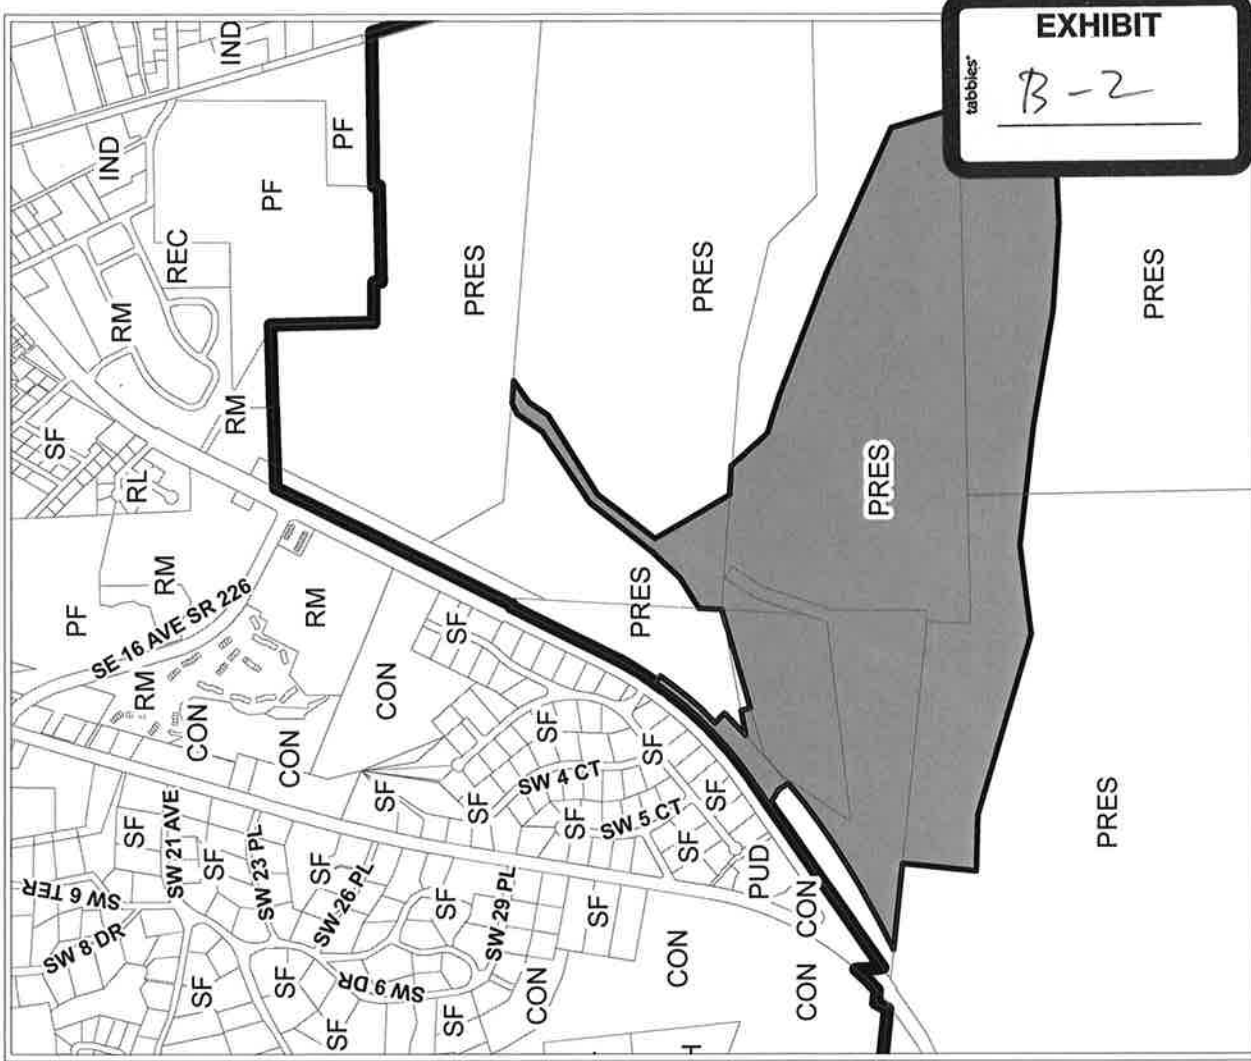 EXHIBIT
tabbies®
B-2
IND
IND
PF
PF
REC
RM
RM
SF
RL
PF
RM
SE 16 AVE SR 226
RM
RM
CON
CON
CON
SF
SF
SW 4 CT
SF
SF
SF
SF
SW 5 CT
SF
SF
PUD
CON
CON
CON
SW 6 TER
SW 8 DR
SF
SW 21 AVE
SF
SW 23 PL
SF
SW 26 PL
SF
SW 29 PL
SF
SF
SF
SW 9 DR
SF
SF
CON
PRES
PRES
PRES
PRES
PRES
PRES